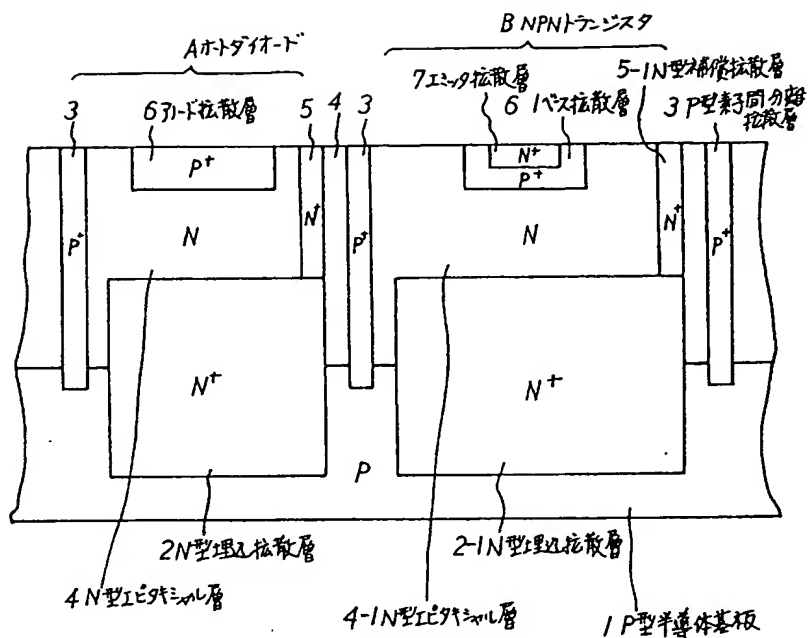 B NPNトランジスタ
A ホトダイオード
5-1N型補償拡散層
7エミッタ拡散層
3 6アノード拡散層 5 4 3 6 1ベース拡散層 3 P型素子間分離
拡散層
P+ N+ P+
P+ N N+ P+ N N+ P+
N+ N+
P
2N型埋込拡散層 2-1N型埋込拡散層
4N型エピタキシャル層 4-1N型エピタキシャル層
1 P型半導体基板